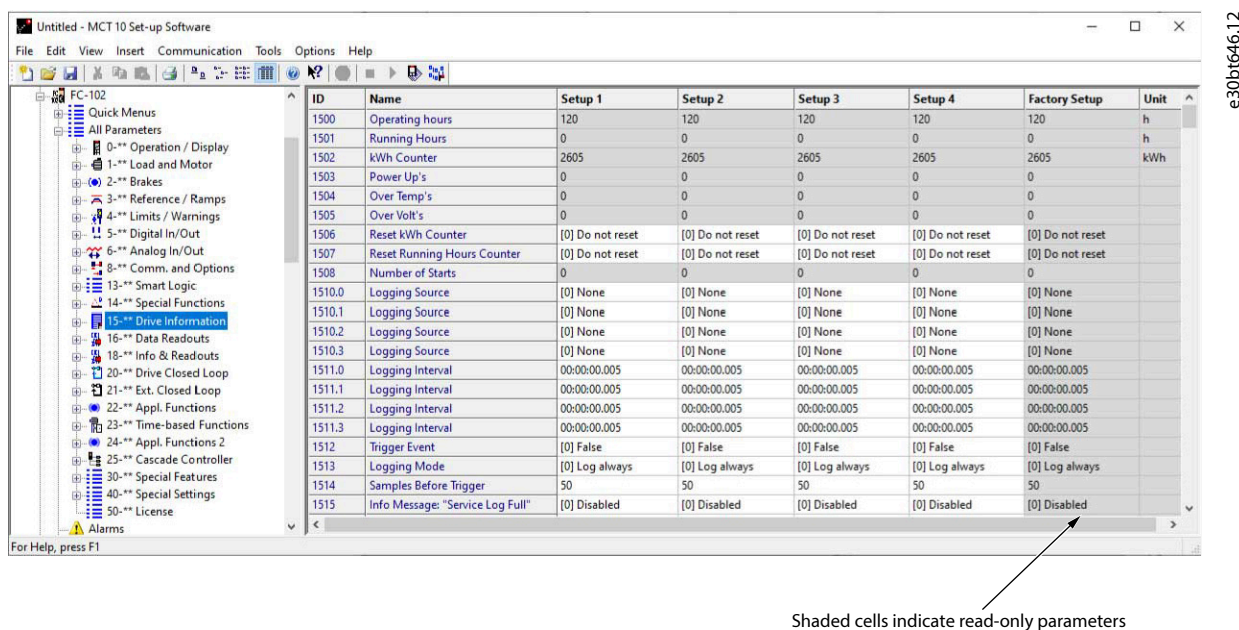 Untitled - MCT 10 Set-up Software
File Edit View Insert Communication Tools Options Help
FC-102
Quick Menus
All Parameters
0-** Operation / Display
1-** Load and Motor
2-** Brakes
3-** Reference / Ramps
4-** Limits / Warnings
5-** Digital In/Out
6-** Analog In/Out
8-** Comm. and Options
13-** Smart Logic
14-** Special Functions
15-** Drive Information
16-** Data Readouts
18-** Info & Readouts
20-** Drive Closed Loop
21-** Ext. Closed Loop
22-** Appl. Functions
23-** Time-based Functions
24-** Appl. Functions 2
25-** Cascade Controller
30-** Special Features
40-** Special Settings
50-** License
Alarms
ID Name Setup 1 Setup 2 Setup 3 Setup 4 Factory Setup Unit
1500 Operating hours 120 120 120 120 120 h
1501 Running Hours 0 0 0 0 0 h
1502 kWh Counter 2605 2605 2605 2605 2605 kWh
1503 Power Up's 0 0 0 0 0
1504 Over Temp's 0 0 0 0 0
1505 Over Volt's 0 0 0 0 0
1506 Reset kWh Counter [0] Do not reset [0] Do not reset [0] Do not reset [0] Do not reset [0] Do not reset
1507 Reset Running Hours Counter [0] Do not reset [0] Do not reset [0] Do not reset [0] Do not reset [0] Do not reset
1508 Number of Starts 0 0 0 0 0
1510.0 Logging Source [0] None [0] None [0] None [0] None [0] None
1510.1 Logging Source [0] None [0] None [0] None [0] None [0] None
1510.2 Logging Source [0] None [0] None [0] None [0] None [0] None
1510.3 Logging Source [0] None [0] None [0] None [0] None [0] None
1511.0 Logging Interval 00:00:00.005 00:00:00.005 00:00:00.005 00:00:00.005 00:00:00.005
1511.1 Logging Interval 00:00:00.005 00:00:00.005 00:00:00.005 00:00:00.005 00:00:00.005
1511.2 Logging Interval 00:00:00.005 00:00:00.005 00:00:00.005 00:00:00.005 00:00:00.005
1511.3 Logging Interval 00:00:00.005 00:00:00.005 00:00:00.005 00:00:00.005 00:00:00.005
1512 Trigger Event [0] False [0] False [0] False [0] False [0] False
1513 Logging Mode [0] Log always [0] Log always [0] Log always [0] Log always [0] Log always
1514 Samples Before Trigger 50 50 50 50 50
1515 Info Message: "Service Log Full" [0] Disabled [0] Disabled [0] Disabled [0] Disabled [0] Disabled
For Help, press F1
Shaded cells indicate read-only parameters
e30bt646.12